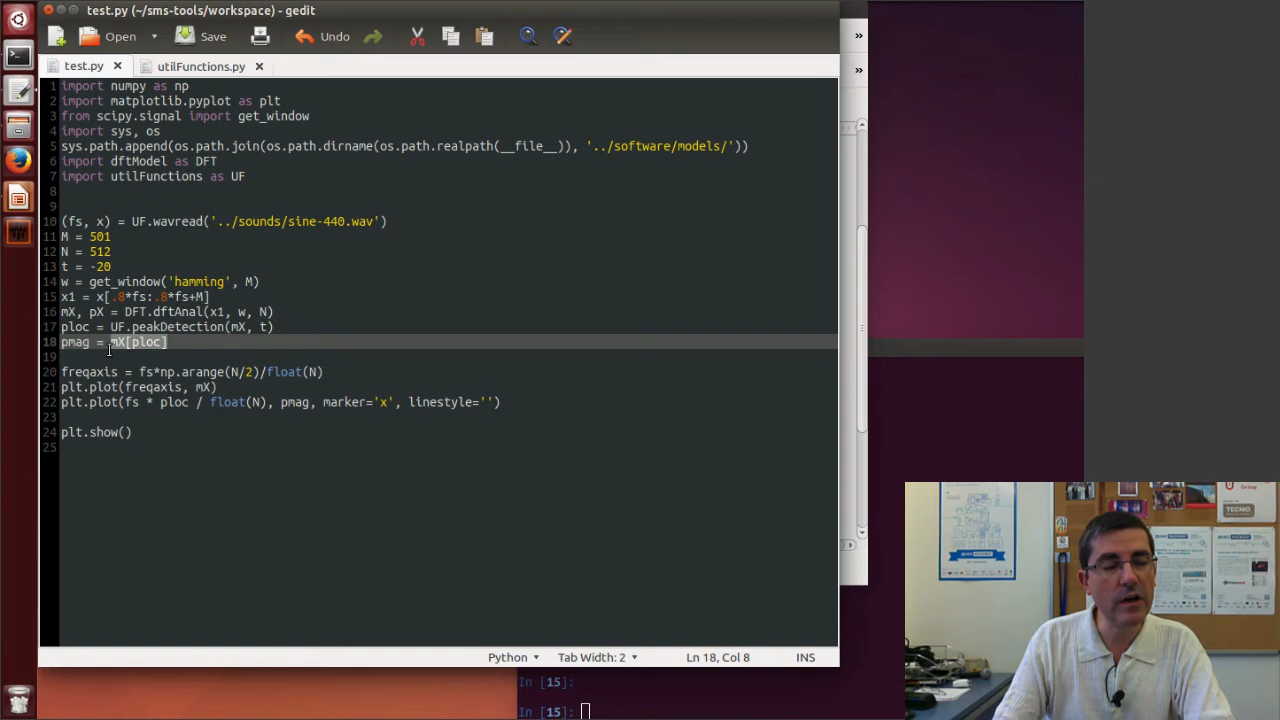 test.py (~/sms-tools/workspace) - gedit
Open
Save
Undo
test.py
utilFunctions.py
1 import numpy as np
2 import matplotlib.pyplot as plt
3 from scipy.signal import get_window
4 import sys, os
5 sys.path.append(os.path.join(os.path.dirname(os.path.realpath(__file__)), '../software/models/'))
6 import dftModel as DFT
7 import utilFunctions as UF
8
9
10 (fs, x) = UF.wavread('../sounds/sine-440.wav')
11 M = 501
12 N = 512
13 t = -20
14 w = get_window('hamming', M)
15 x1 = x[.8*fs:.8*fs+M]
16 mX, pX = DFT.dftAnal(x1, w, N)
17 ploc = UF.peakDetection(mX, t)
18 pmag = mX[ploc]
19
20 freqaxis = fs*np.arange(N/2)/float(N)
21 plt.plot(freqaxis, mX)
22 plt.plot(fs * ploc / float(N), pmag, marker='x', linestyle='')
23
24 plt.show()
25
Python
Tab Width: 2
Ln 18, Col 8
INS
In [15]:
In [15]:
TECNIO